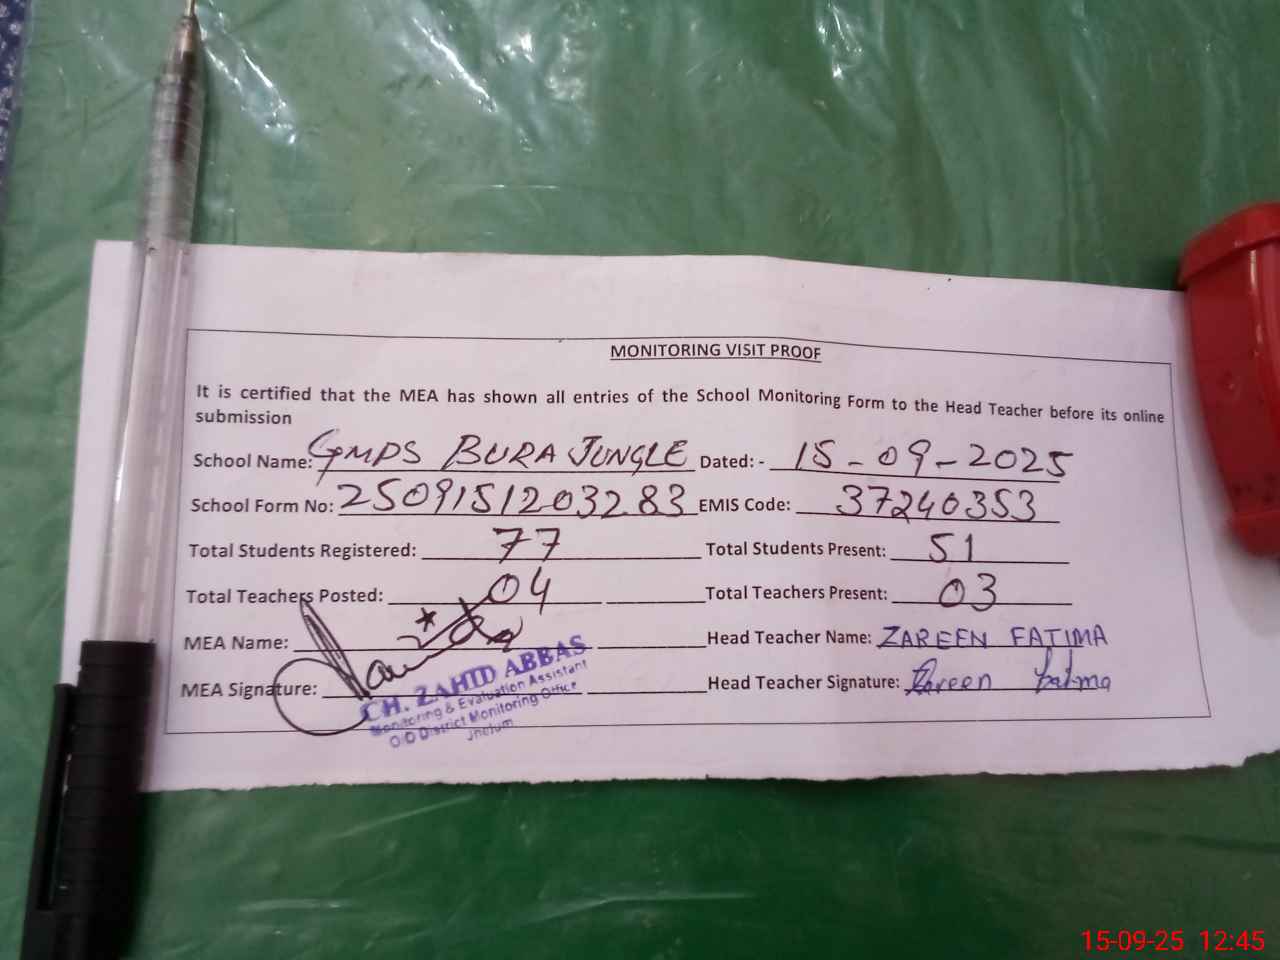 MONITORING VISIT PROOF
It is certified that the MEA has shown all entries of the School Monitoring Form to the Head Teacher before its online
submission
School Name: GMPS BURA JUNGLE Dated: - 15-09-2025
School Form No: 2509151203283 EMIS Code: 37240353
Total Students Registered: 77 Total Students Present: 51
Total Teachers Posted: 04 Total Teachers Present: 03
MEA Name: Head Teacher Name: ZAREEN FATIMA
MEA Signature: Head Teacher Signature: Zareen Fatima
CH. ZAHID ABBAS
Monitoring & Evaluation Assistant
O/O District Monitoring Office
Jhelum
15-09-25 12:45